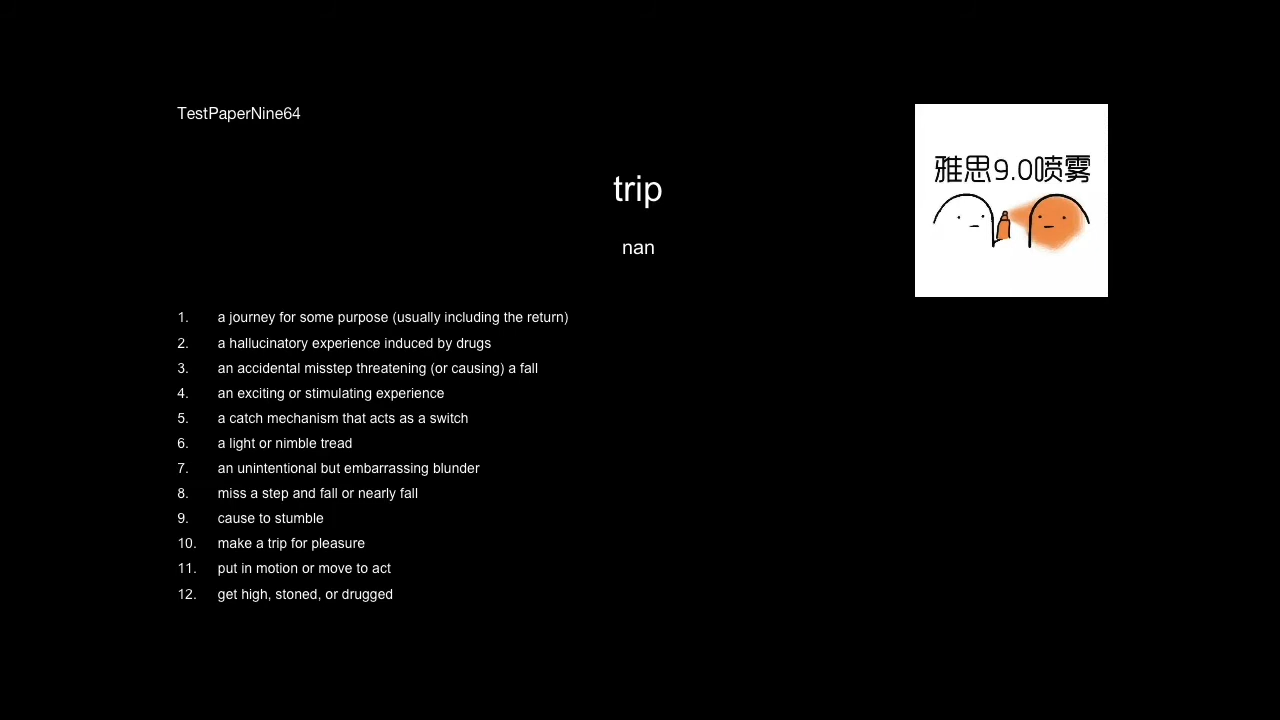 TestPaperNine64
雅思9.0喷雾
trip
nan
1. a journey for some purpose (usually including the return)
2. a hallucinatory experience induced by drugs
3. an accidental misstep threatening (or causing) a fall
4. an exciting or stimulating experience
5. a catch mechanism that acts as a switch
6. a light or nimble tread
7. an unintentional but embarrassing blunder
8. miss a step and fall or nearly fall
9. cause to stumble
10. make a trip for pleasure
11. put in motion or move to act
12. get high, stoned, or drugged